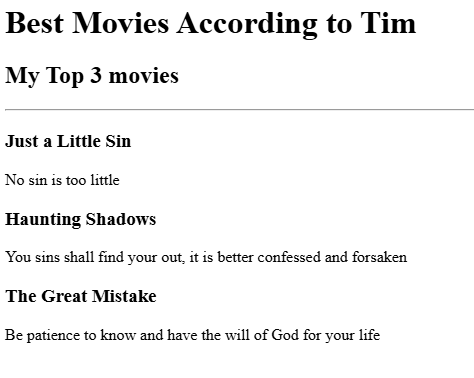 Best Movies According to Tim
My Top 3 movies
Just a Little Sin
No sin is too little
Haunting Shadows
You sins shall find your out, it is better confessed and forsaken
The Great Mistake
Be patience to know and have the will of God for your life